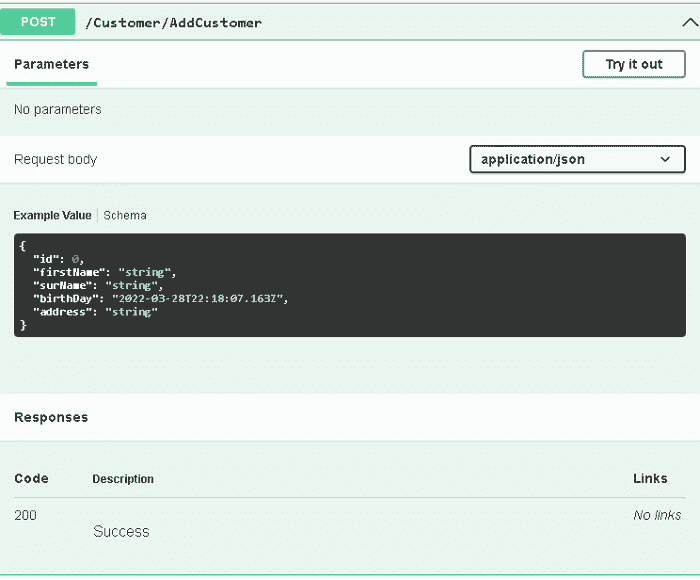 POST /Customer/AddCustomer
Parameters Try it out
No parameters
Request body application/json
Example Value Schema
{
"id": 0,
"firstName": "string",
"surName": "string",
"birthDay": "2022-03-28T22:18:07.163Z",
"address": "string"
}
Responses
Code Description Links
200 Success No links